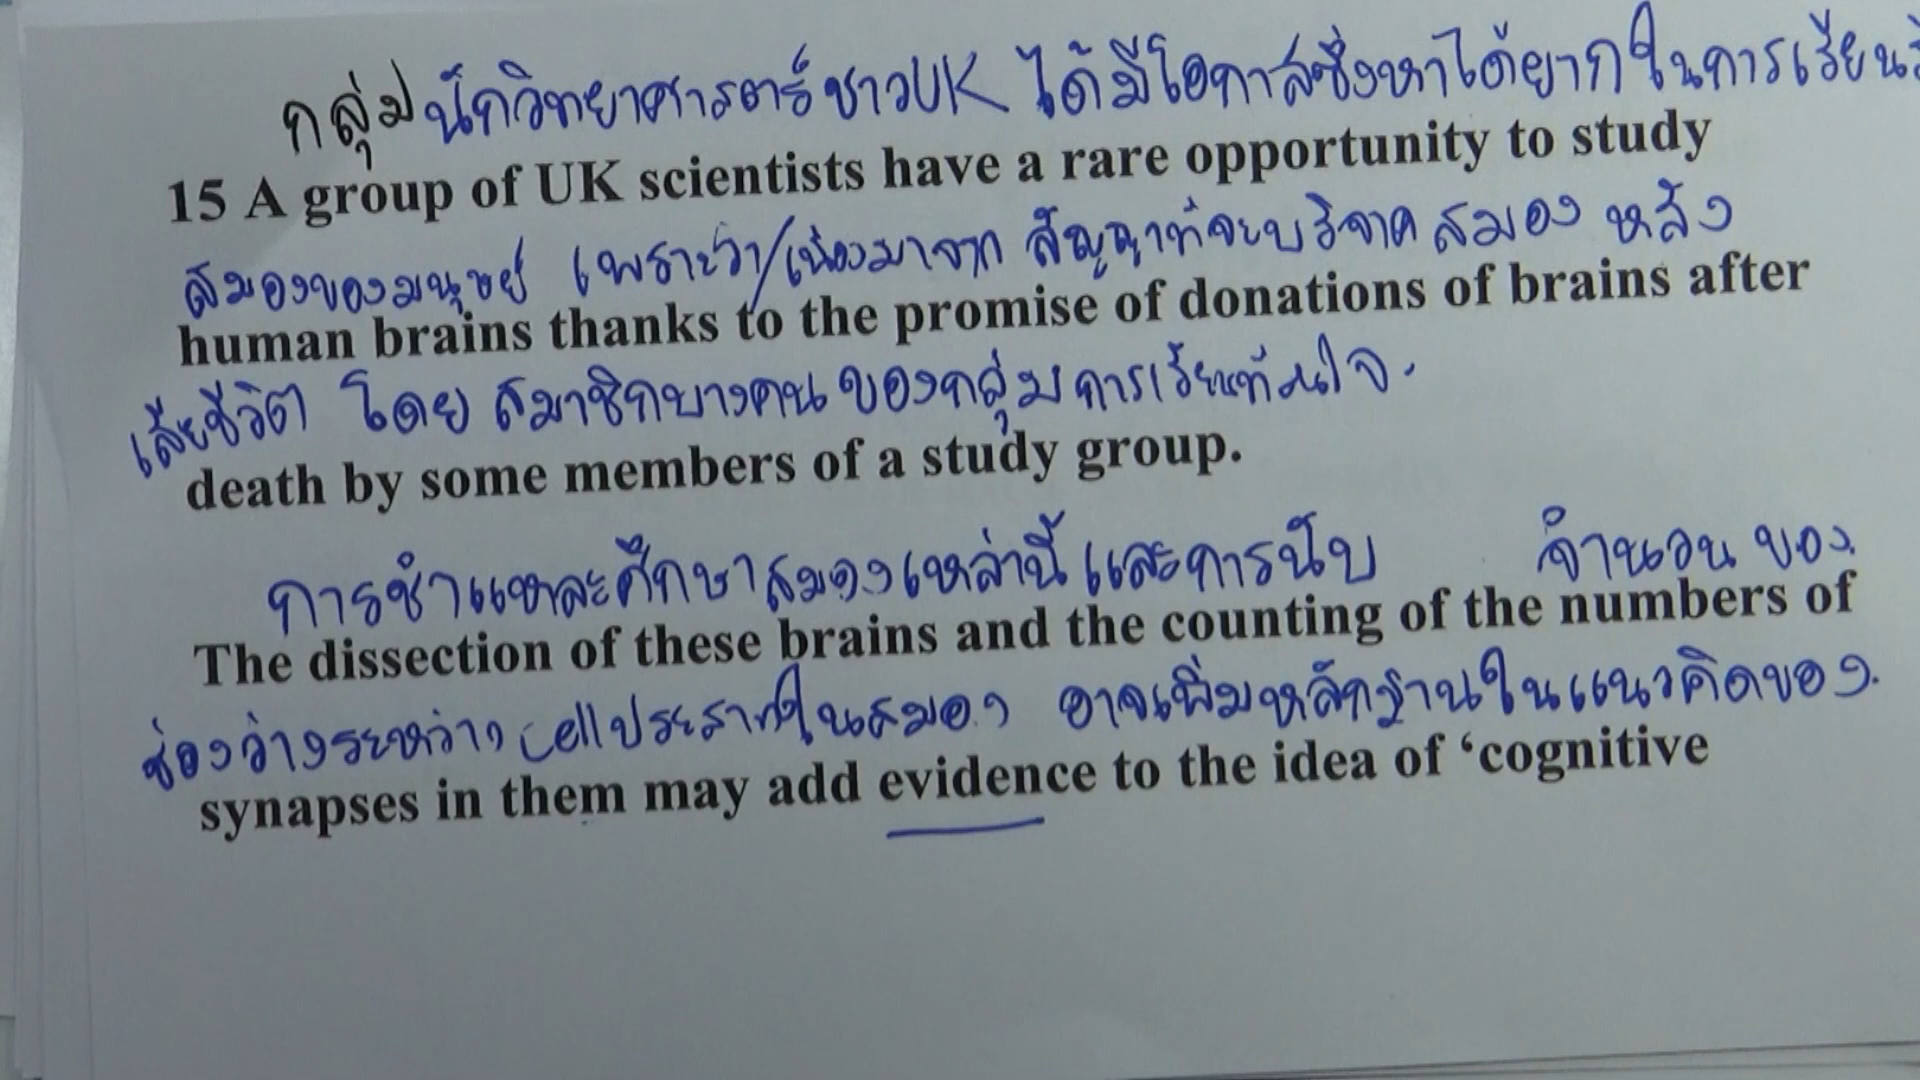 กลุ่มนักวิทยาศาสตร์ชาวUK ได้มีโอกาสซึ่งหาได้ยากในการเรียน
15 A group of UK scientists have a rare opportunity to study
สมองของมนุษย์ เพราะว่า/เนื่องมาจาก สัญญาที่จะบริจาค สมอง หลัง
human brains thanks to the promise of donations of brains after
เสียชีวิต โดย สมาชิกบางคน ของกลุ่มการเรียน
death by some members of a study group.
การชำแหละศึกษาสมองเหล่านี้ และการนับ จำนวน ของ
The dissection of these brains and the counting of the numbers of
ช่องว่างระหว่าง cell ประสาทในสมอง อาจเพิ่มหลักฐานในแนวคิดของ
synapses in them may add evidence to the idea of ‘cognitive